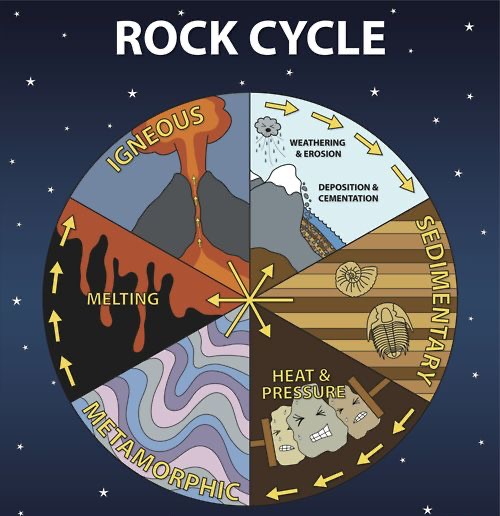 ROCK CYCLE
IGNEOUS
WEATHERING
& EROSION
DEPOSITION &
CEMENTATION
SEDIMENTARY
MELTING
HEAT &
PRESSURE
METAMORPHIC